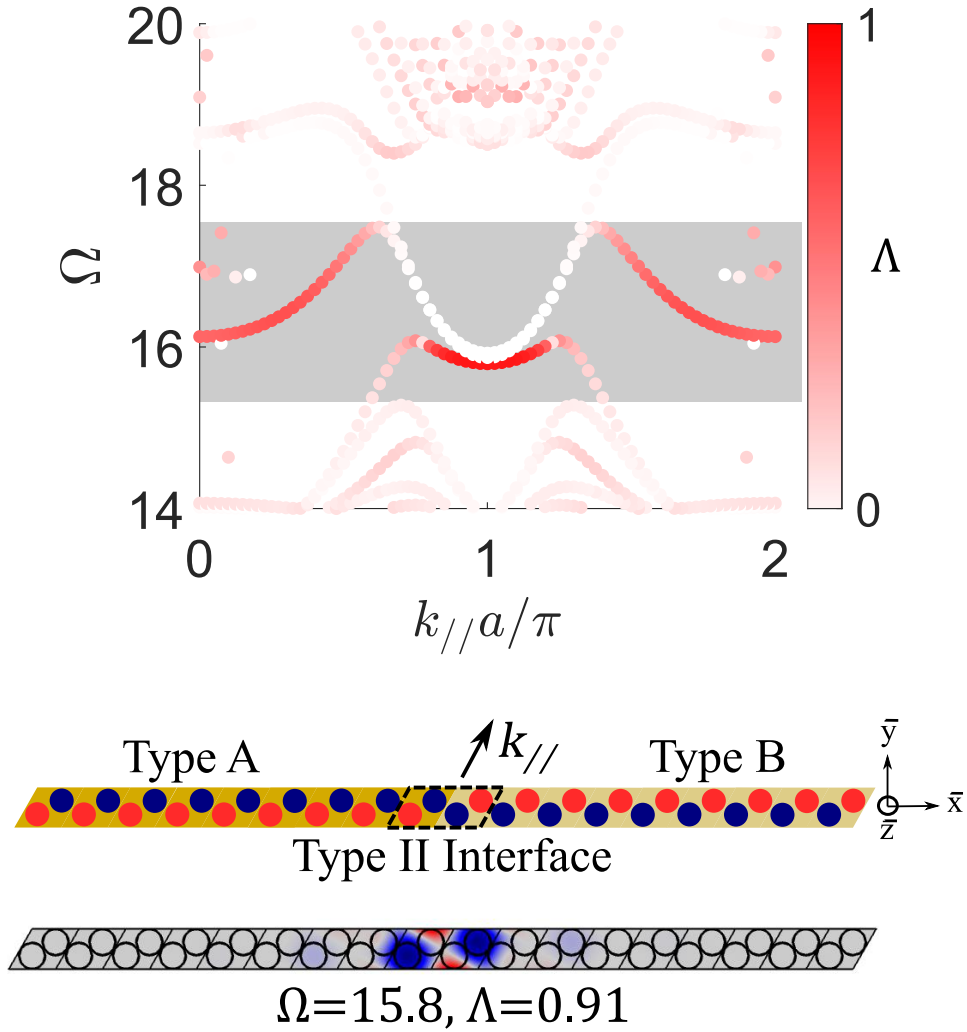 20
18
16
14
Ω
0
1
2
k//a/π
1
Λ
0
Type A
k//
Type B
Type II Interface
ȳ
x̄
z̄
Ω=15.8, Λ=0.91